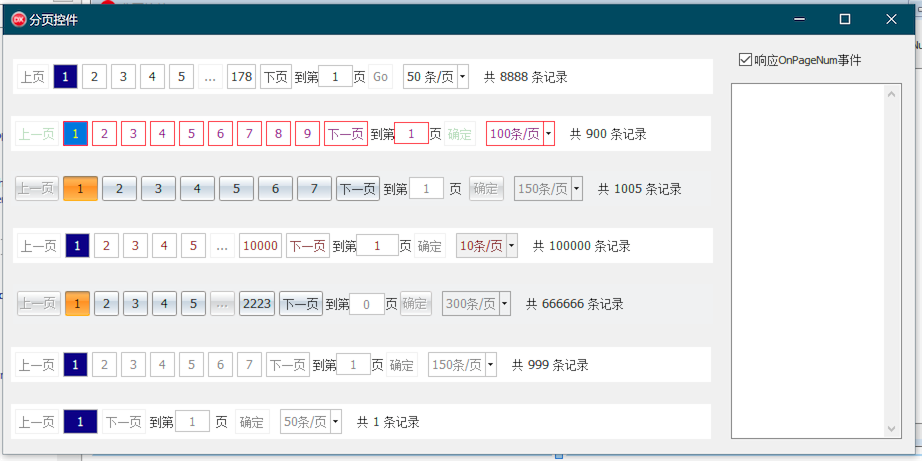 DX 分页控件
响应OnPageNum事件
上页 1 2 3 4 5 ... 178 下页 到第 1 页 Go 50 条/页 共 8888 条记录
上一页 1 2 3 4 5 6 7 8 9 下一页 到第 1 页 确定 100条/页 共 900 条记录
上一页 1 2 3 4 5 6 7 下一页 到第 1 页 确定 150条/页 共 1005 条记录
上一页 1 2 3 4 5 ... 10000 下一页 到第 1 页 确定 10条/页 共 100000 条记录
上一页 1 2 3 4 5 ... 2223 下一页 到第 0 页 确定 300条/页 共 666666 条记录
上一页 1 2 3 4 5 6 7 下一页 到第 1 页 确定 150条/页 共 999 条记录
上一页 1 下一页 到第 1 页 确定 50条/页 共 1 条记录